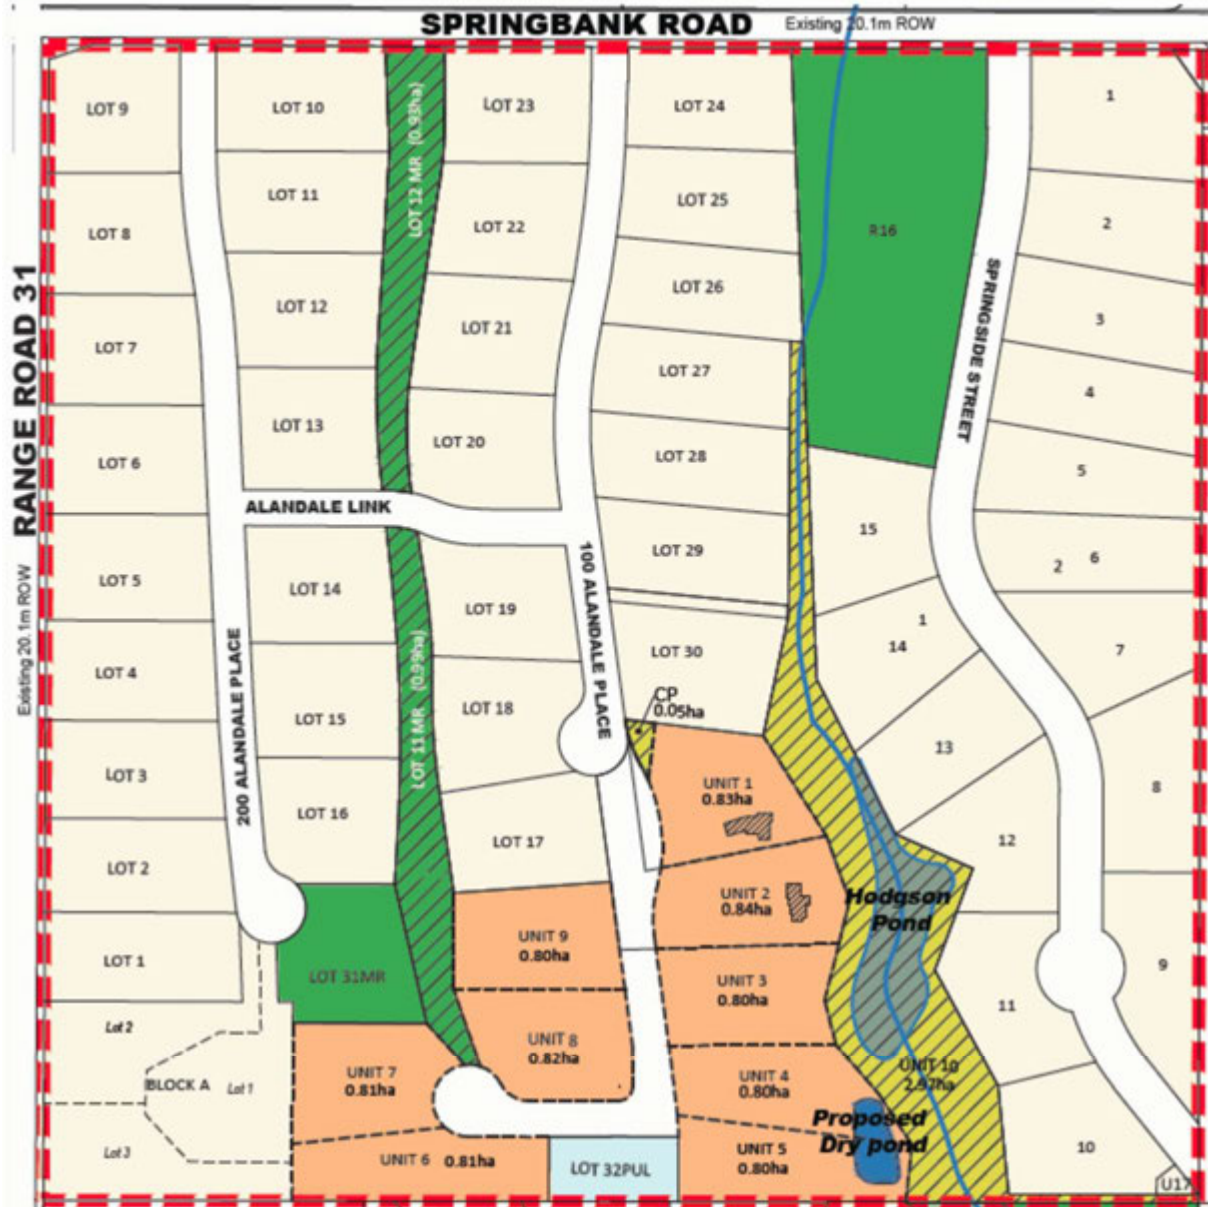 SPRINGBANK ROAD Existing 20.1m ROW
RANGE ROAD 31
Existing 20.1m ROW
LOT 9
LOT 8
LOT 7
LOT 6
LOT 5
LOT 4
LOT 3
LOT 2
LOT 1
Lot 2
BLOCK A
Lot 1
Lot 3
200 ALANDALE PLACE
LOT 10
LOT 11
LOT 12
LOT 13
ALANDALE LINK
LOT 14
LOT 15
LOT 16
LOT 31MR
LOT 12 MR (0.93ha)
LOT 11 MR (0.99ha)
LOT 23
LOT 22
LOT 21
LOT 20
LOT 19
LOT 18
LOT 17
100 ALANDALE PLACE
LOT 24
LOT 25
LOT 26
LOT 27
LOT 28
LOT 29
LOT 30
CP
0.05ha
UNIT 1
0.83ha
UNIT 2
0.84ha
UNIT 3
0.80ha
UNIT 4
0.80ha
UNIT 5
0.80ha
UNIT 9
0.80ha
UNIT 8
0.82ha
UNIT 7
0.81ha
UNIT 6 0.81ha
LOT 32PUL
Hodgson
Pond
UNIT 10
2.97ha
Proposed
Dry pond
R16
SPRINGSIDE STREET
1
2
3
4
5
2 6
7
8
9
10
U17
11
12
13
1
14
15